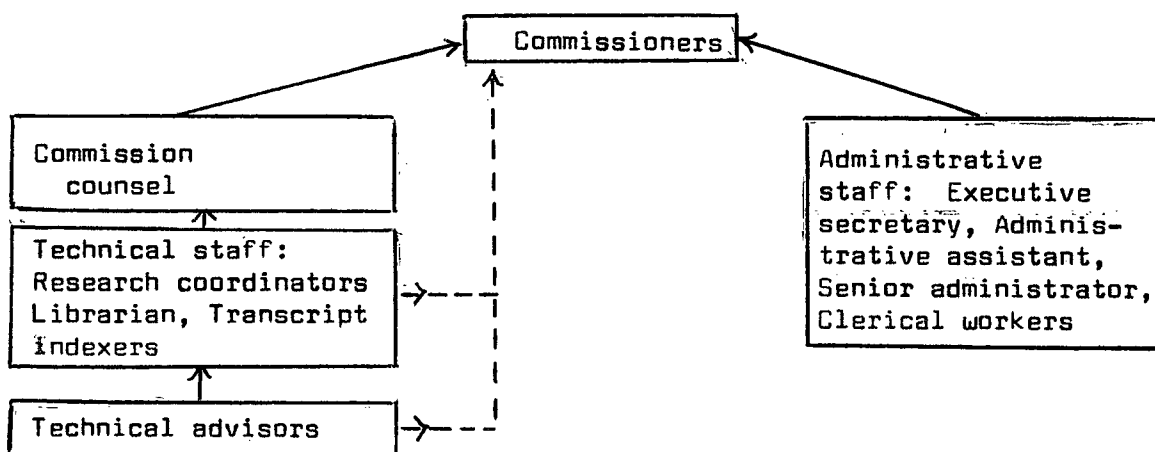 Commissioners
Commission
counsel
Technical staff:
Research coordinators
Librarian, Transcript
Indexers
Technical advisors
Administrative
staff: Executive
secretary, Adminis-
trative assistant,
Senior administrator,
Clerical workers